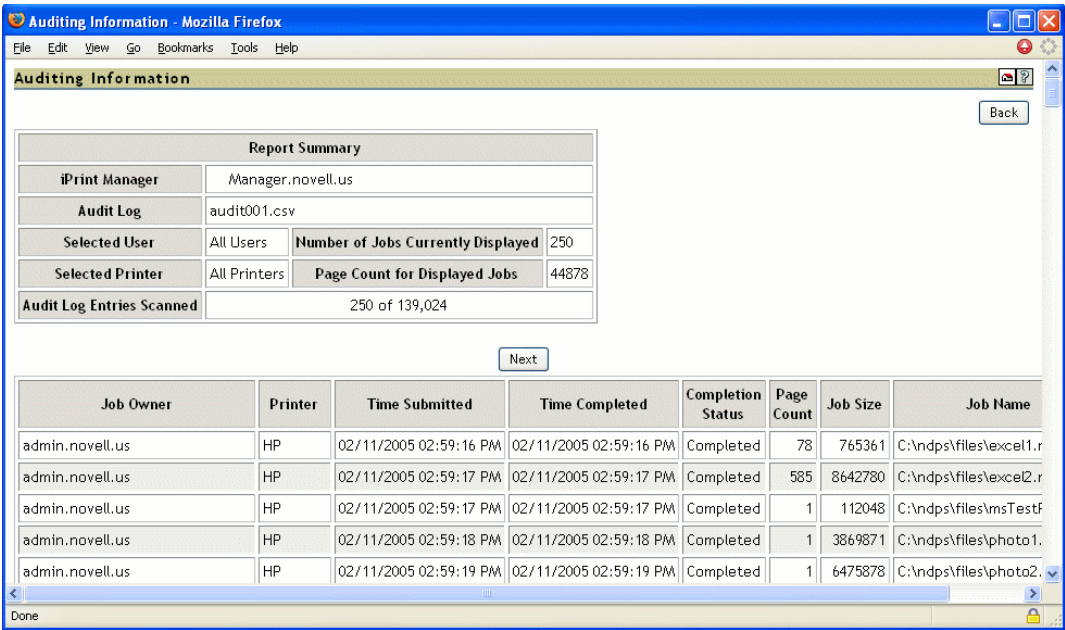 Auditing Information - Mozilla Firefox
File Edit View Go Bookmarks Tools Help
Auditing Information
?
Back
Report Summary
iPrint Manager Manager.novell.us
Audit Log audit001.csv
Selected User All Users Number of Jobs Currently Displayed 250
Selected Printer All Printers Page Count for Displayed Jobs 44878
Audit Log Entries Scanned 250 of 139,024
Next
Job Owner Printer Time Submitted Time Completed Completion Status Page Count Job Size Job Name
admin.novell.us HP 02/11/2005 02:59:16 PM 02/11/2005 02:59:16 PM Completed 78 765361 C:\ndps\files\excel1.r
admin.novell.us HP 02/11/2005 02:59:17 PM 02/11/2005 02:59:17 PM Completed 585 8642780 C:\ndps\files\excel2.r
admin.novell.us HP 02/11/2005 02:59:17 PM 02/11/2005 02:59:17 PM Completed 1 112048 C:\ndps\files\msTestF
admin.novell.us HP 02/11/2005 02:59:18 PM 02/11/2005 02:59:18 PM Completed 1 3869871 C:\ndps\files\photo1.
admin.novell.us HP 02/11/2005 02:59:19 PM 02/11/2005 02:59:19 PM Completed 1 6475878 C:\ndps\files\photo2.
Done